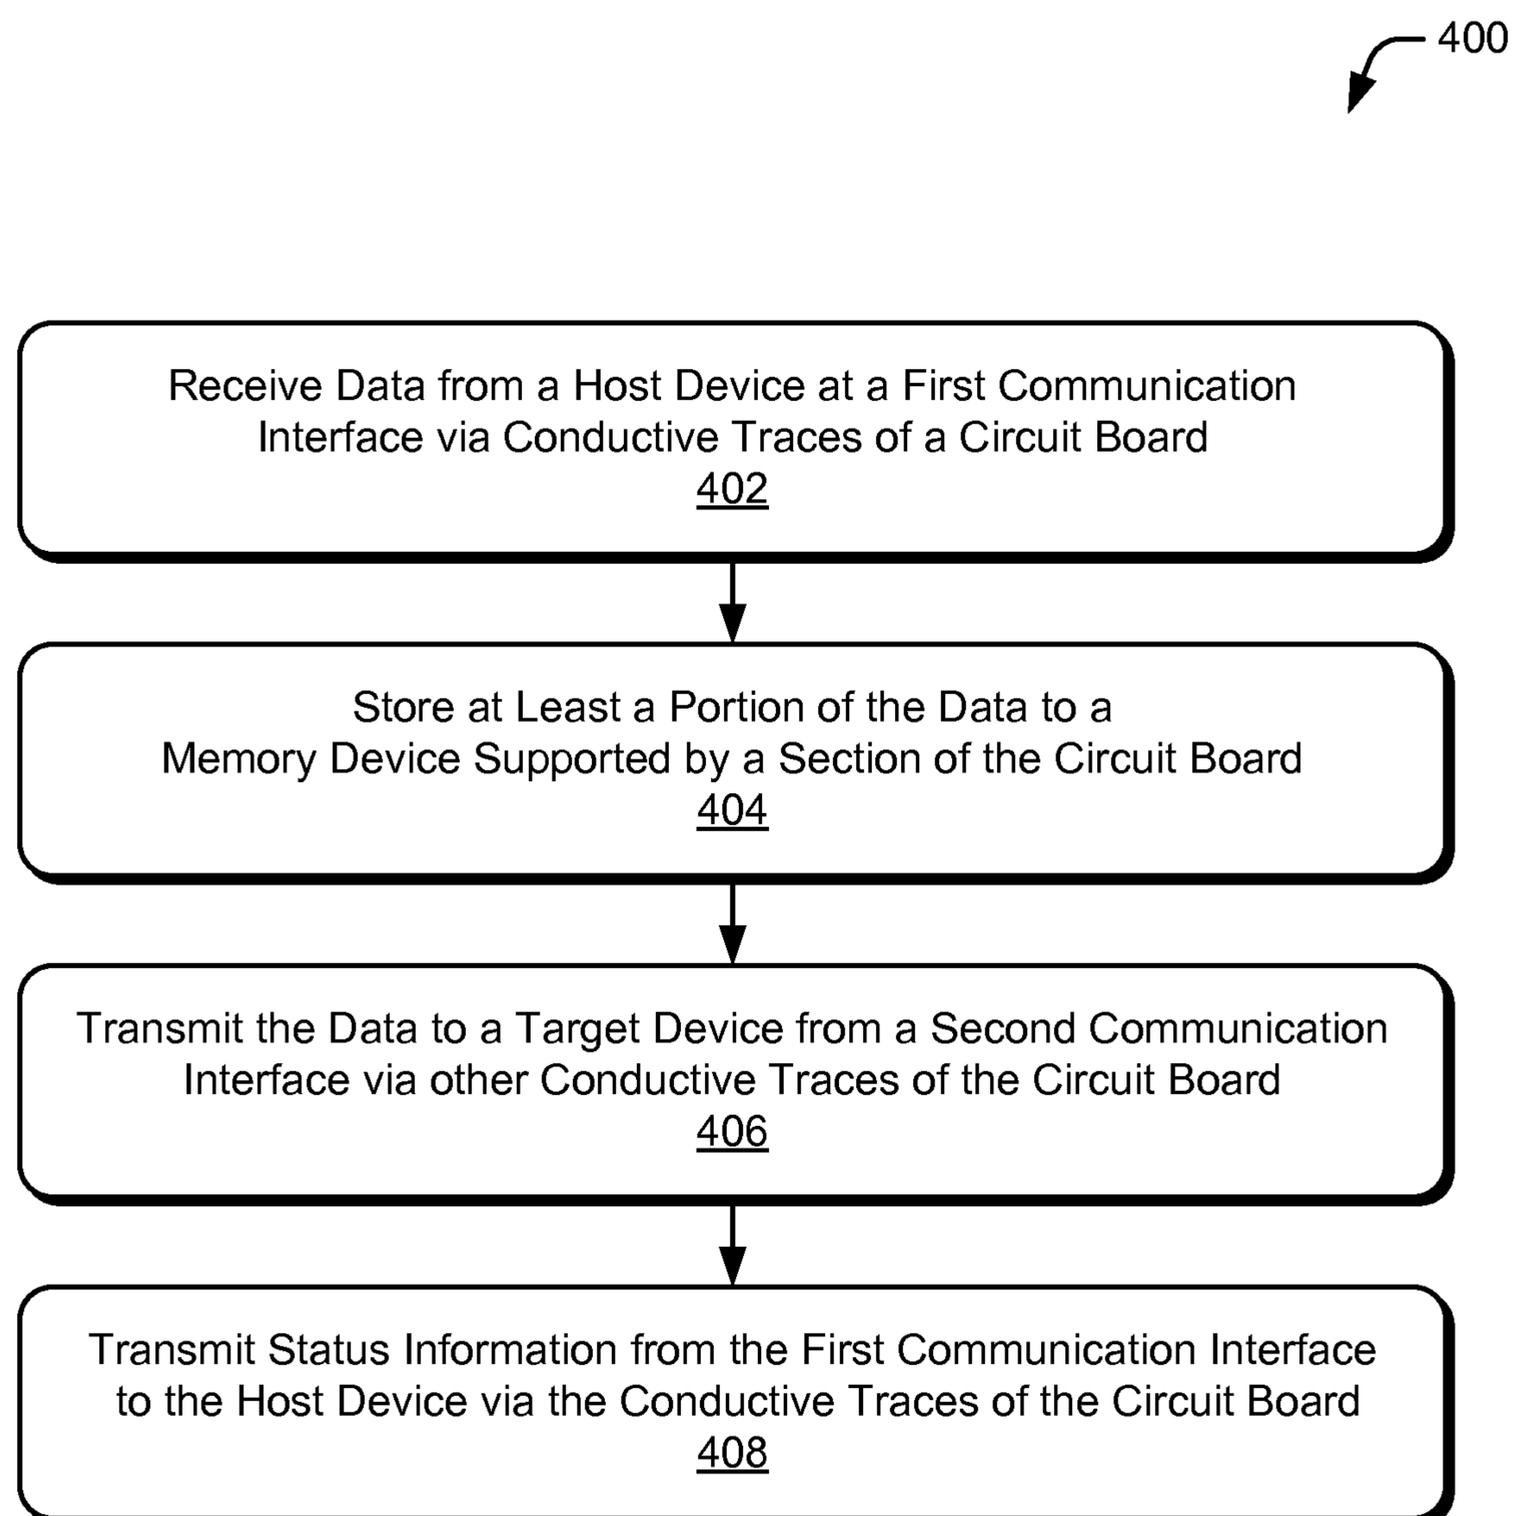 400
Receive Data from a Host Device at a First Communication
Interface via Conductive Traces of a Circuit Board
402
Store at Least a Portion of the Data to a
Memory Device Supported by a Section of the Circuit Board
404
Transmit the Data to a Target Device from a Second Communication
Interface via other Conductive Traces of the Circuit Board
406
Transmit Status Information from the First Communication Interface
to the Host Device via the Conductive Traces of the Circuit Board
408